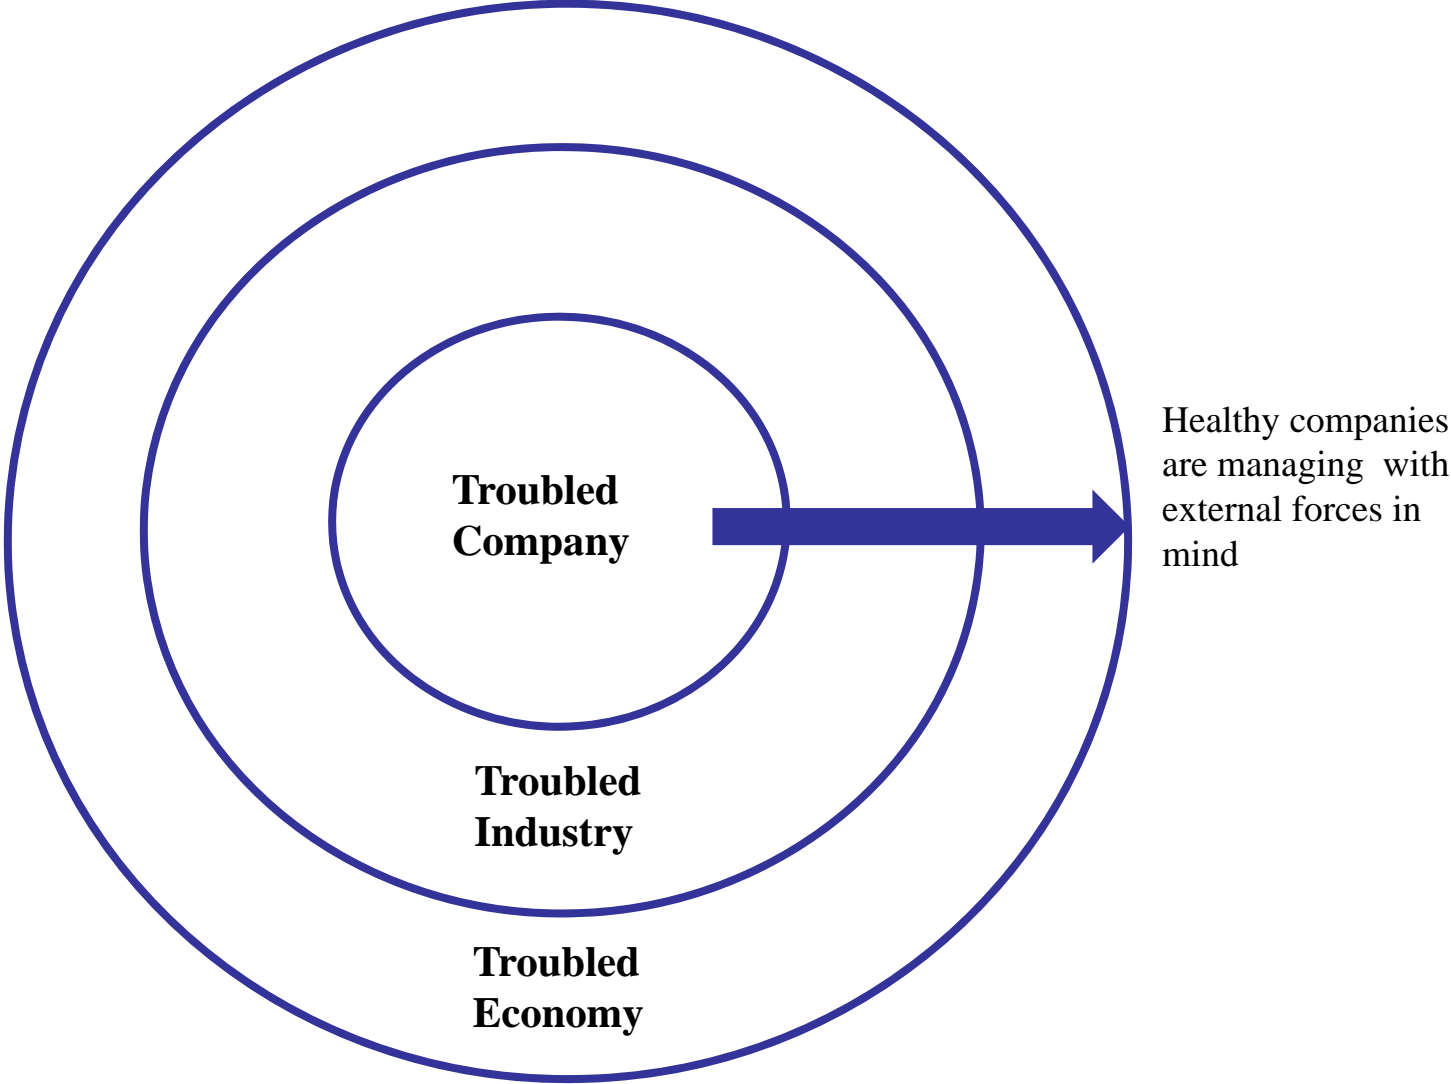 Healthy companies
are managing  with
external forces in
mind
Troubled
Company
Troubled
Industry
Troubled
Economy